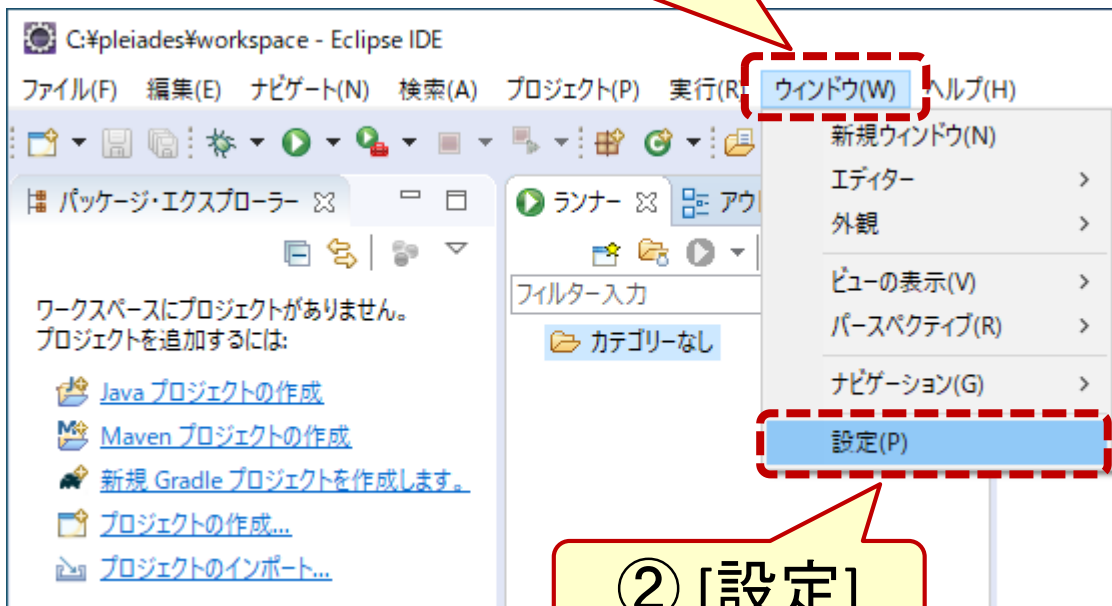 C:¥pleiades¥workspace - Eclipse IDE
ファイル(F) 編集(E) ナビゲート(N) 検索(A) プロジェクト(P) 実行(R) ウィンドウ(W) ヘルプ(H)
パッケージ・エクスプローラー
ワークスペースにプロジェクトがありません。
プロジェクトを追加するには:
Java プロジェクトの作成
Maven プロジェクトの作成
新規 Gradle プロジェクトを作成します。
プロジェクトの作成...
プロジェクトのインポート...
ランナー アウ
フィルター入力
カテゴリーなし
新規ウィンドウ(N)
エディター
外観
ビューの表示(V)
パースペクティブ(R)
ナビゲーション(G)
設定(P)
② [設定]